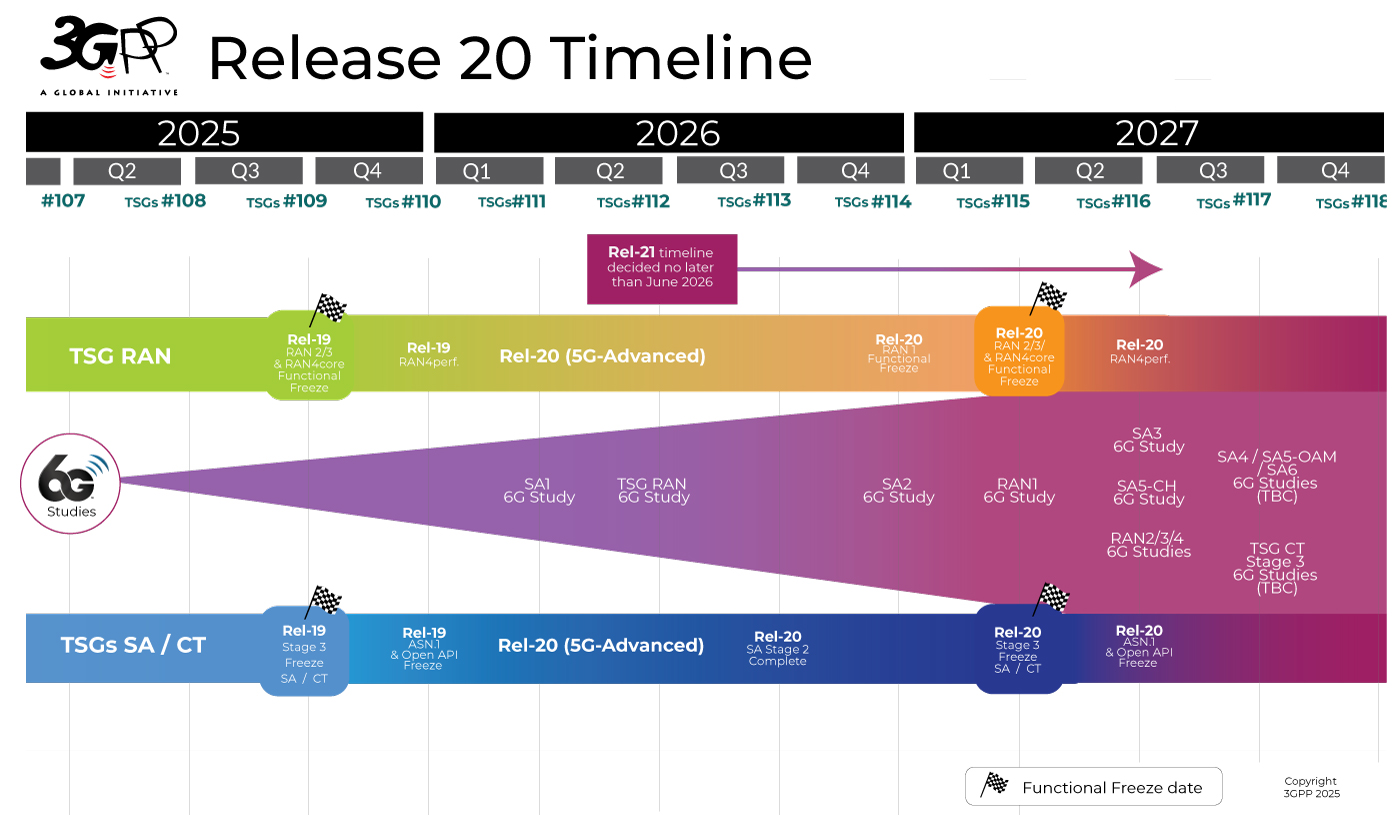 3GPP
A GLOBAL INITIATIVE
Release 20 Timeline
2025
2026
2027
Q2
Q3
Q4
Q1
Q2
Q3
Q4
Q1
Q2
Q3
Q4
#107
TSGs #108
TSGs #109
TSGs #110
TSGs#111
TSGs#112
TSGs #113
TSGs #114
TSGs #115
TSGs #116
TSGs #117
TSGs #118
Rel-21 timeline
decided no later
than June 2026
TSG RAN
Rel-19
RAN 2/3
& RAN4core
Functional
Freeze
Rel-19
RAN4perf.
Rel-20 (5G-Advanced)
Rel-20
RAN 1
Functional
Freeze
Rel-20
RAN 2/3/
& RAN4core
Functional
Freeze
Rel-20
RAN4perf.
6G
Studies
SA1
6G Study
TSG RAN
6G Study
SA2
6G Study
RAN1
6G Study
SA3
6G Study
SA5-CH
6G Study
RAN2/3/4
6G Studies
SA4 / SA5-OAM
/ SA6
6G Studies
(TBC)
TSG CT
Stage 3
6G Studies
(TBC)
TSGs SA / CT
Rel-19
Stage 3
Freeze
SA / CT
Rel-19
ASN.1
& Open API
Freeze
Rel-20 (5G-Advanced)
Rel-20
SA Stage 2
Complete
Rel-20
Stage 3
Freeze
SA / CT
Rel-20
ASN.1
& Open API
Freeze
Functional Freeze date
Copyright
3GPP 2025